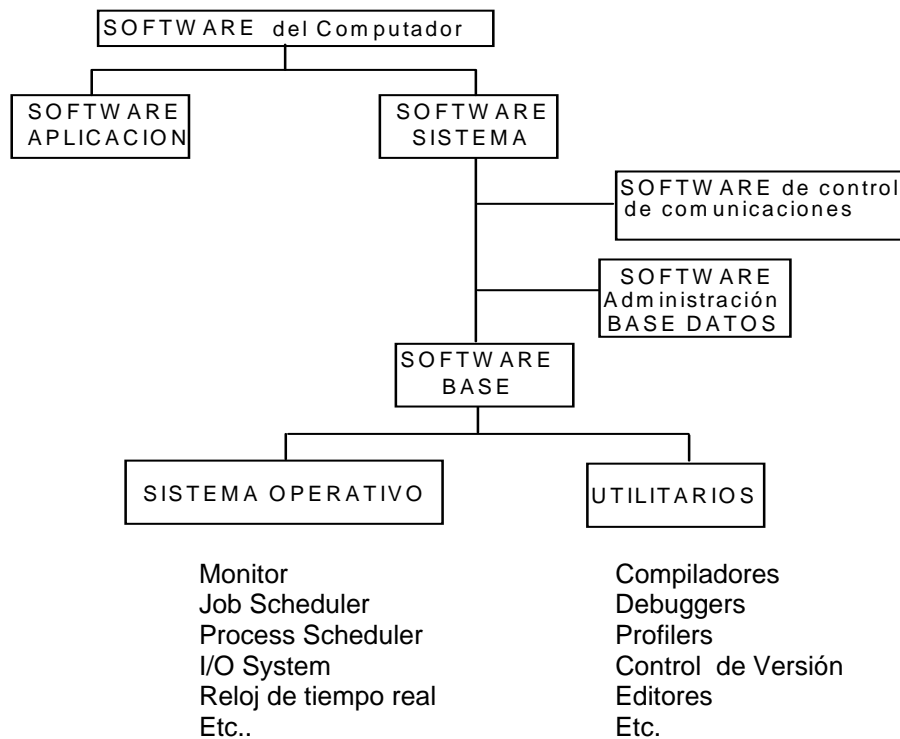 SOFTWARE del Computador
SOFTWARE
APLICACION
SOFTWARE
SISTEMA
SOFTWARE de control
de comunicaciones
SOFTWARE
Administración
BASE DATOS
SOFTWARE
BASE
SISTEMA OPERATIVO
UTILITARIOS
Monitor
Job Scheduler
Process Scheduler
I/O System
Reloj de tiempo real
Etc..
Compiladores
Debuggers
Profilers
Control de Versión
Editores
Etc.